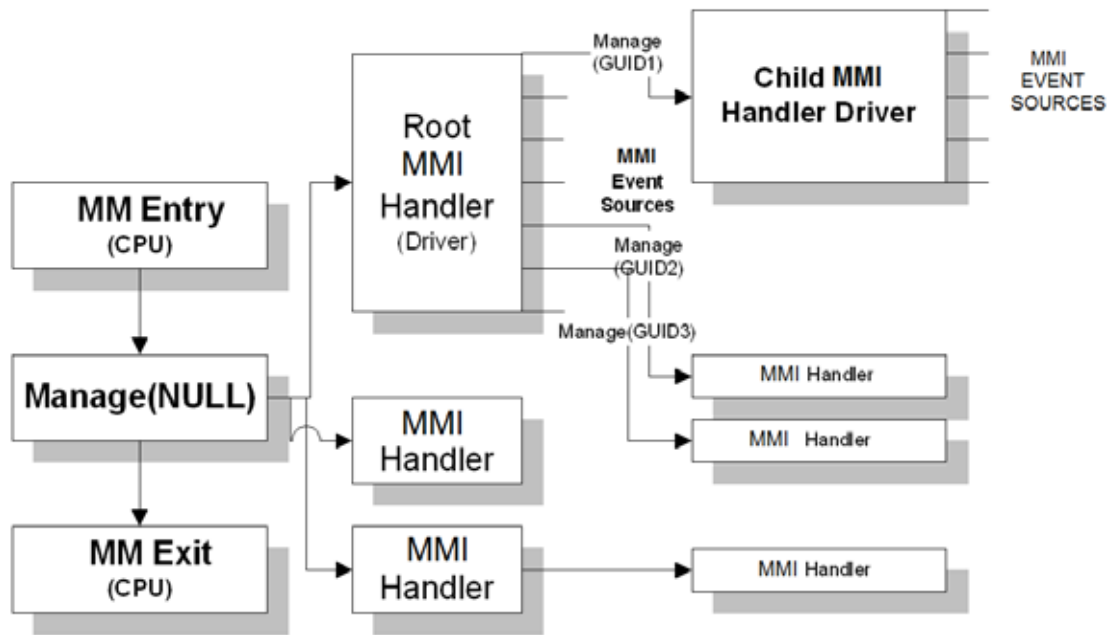 MM Entry
(CPU)
Manage(NULL)
MM Exit
(CPU)
Root
MMI
Handler
(Driver)
MMI
Handler
MMI
Handler
Manage
(GUID1)
MMI
Event
Sources
Manage
(GUID2)
Manage(GUID3)
Child MMI
Handler Driver
MMI
EVENT
SOURCES
MMI Handler
MMI Handler
MMI Handler